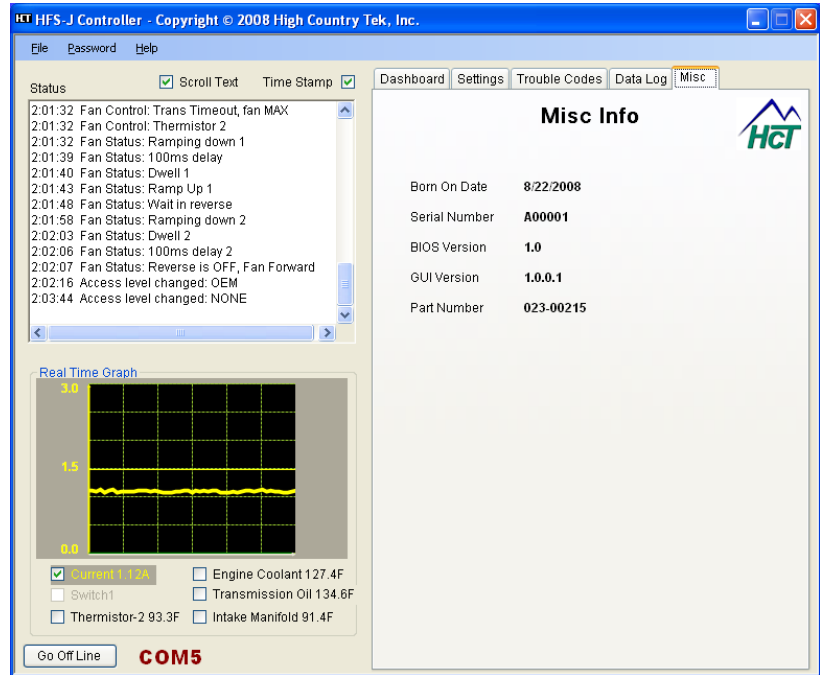 HCT HFS-J Controller - Copyright © 2008 High Country Tek, Inc.
File Password Help
Status Scroll Text Time Stamp
2:01:32 Fan Control: Trans Timeout, fan MAX
2:01:32 Fan Control: Thermistor 2
2:01:32 Fan Status: Ramping down 1
2:01:39 Fan Status: 100ms delay
2:01:40 Fan Status: Dwell 1
2:01:43 Fan Status: Ramp Up 1
2:01:48 Fan Status: Wait in reverse
2:01:58 Fan Status: Ramping down 2
2:02:03 Fan Status: Dwell 2
2:02:06 Fan Status: 100ms delay 2
2:02:07 Fan Status: Reverse is OFF, Fan Forward
2:02:16 Access level changed: OEM
2:03:44 Access level changed: NONE
Real Time Graph
3.0
1.5
0.0
Current 1.12A Engine Coolant 127.4F
Switch1 Transmission Oil 134.6F
Thermistor-2 93.3F Intake Manifold 91.4F
Go Off Line COM5
Dashboard Settings Trouble Codes Data Log Misc
Misc Info
HCT
Born On Date 8/22/2008
Serial Number A00001
BIOS Version 1.0
GUI Version 1.0.0.1
Part Number 023-00215